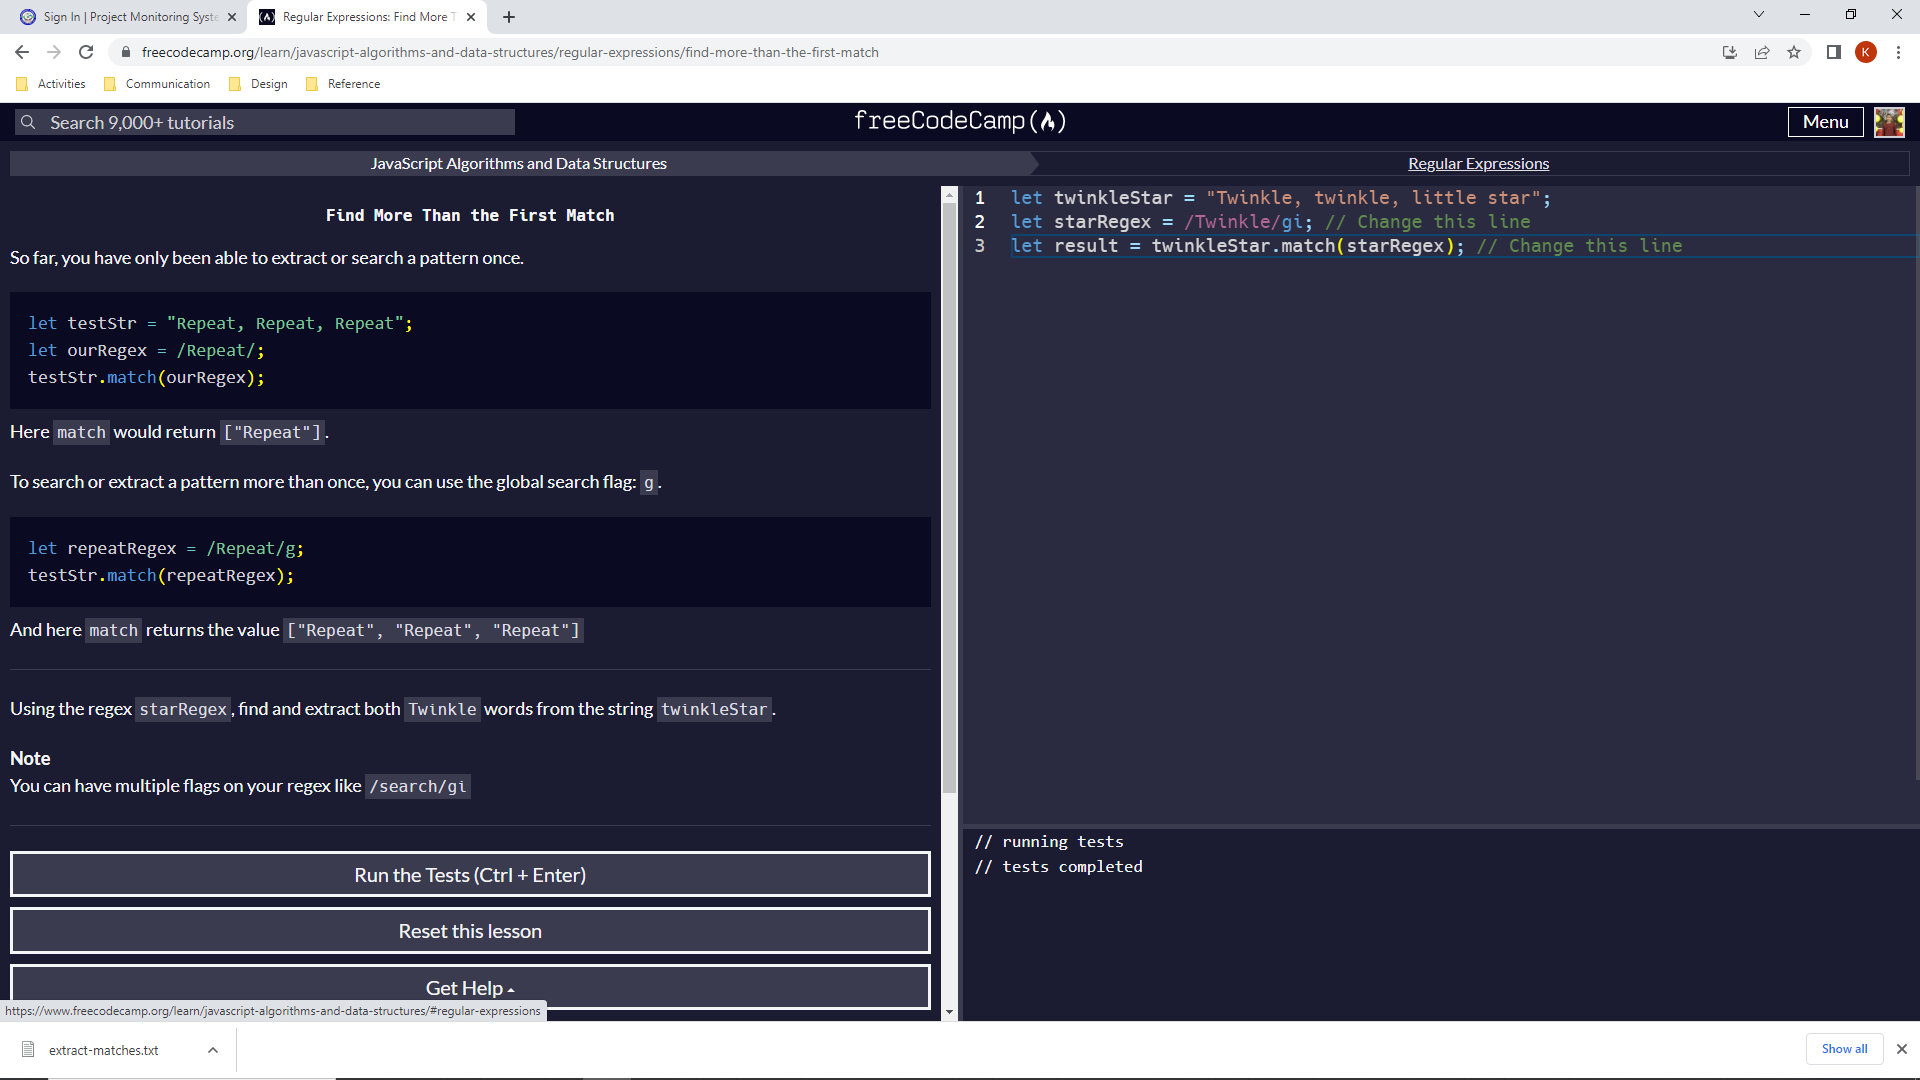 Sign In | Project Monitoring Syste
Regular Expressions: Find More T
freecodecamp.org/learn/javascript-algorithms-and-data-structures/regular-expressions/find-more-than-the-first-match
K
Activities
Communication
Design
Reference
Search 9,000+ tutorials
freeCodeCamp
Menu
JavaScript Algorithms and Data Structures
Regular Expressions
Find More Than the First Match
So far, you have only been able to extract or search a pattern once.
let testStr = "Repeat, Repeat, Repeat";
let ourRegex = /Repeat/;
testStr.match(ourRegex);
Here match would return ["Repeat"].
To search or extract a pattern more than once, you can use the global search flag: g.
let repeatRegex = /Repeat/g;
testStr.match(repeatRegex);
And here match returns the value ["Repeat", "Repeat", "Repeat"]
Using the regex starRegex, find and extract both Twinkle words from the string twinkleStar.
Note
You can have multiple flags on your regex like /search/gi
Run the Tests (Ctrl + Enter)
Reset this lesson
Get Help
https://www.freecodecamp.org/learn/javascript-algorithms-and-data-structures/#regular-expressions
1 let twinkleStar = "Twinkle, twinkle, little star";
2 let starRegex = /Twinkle/gi; // Change this line
3 let result = twinkleStar.match(starRegex); // Change this line
// running tests
// tests completed
extract-matches.txt
Show all